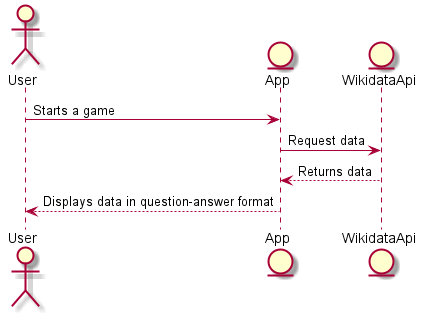 User
App
WikidataApi
Starts a game
Request data
Returns data
Displays data in question-answer format
User
App
WikidataApi